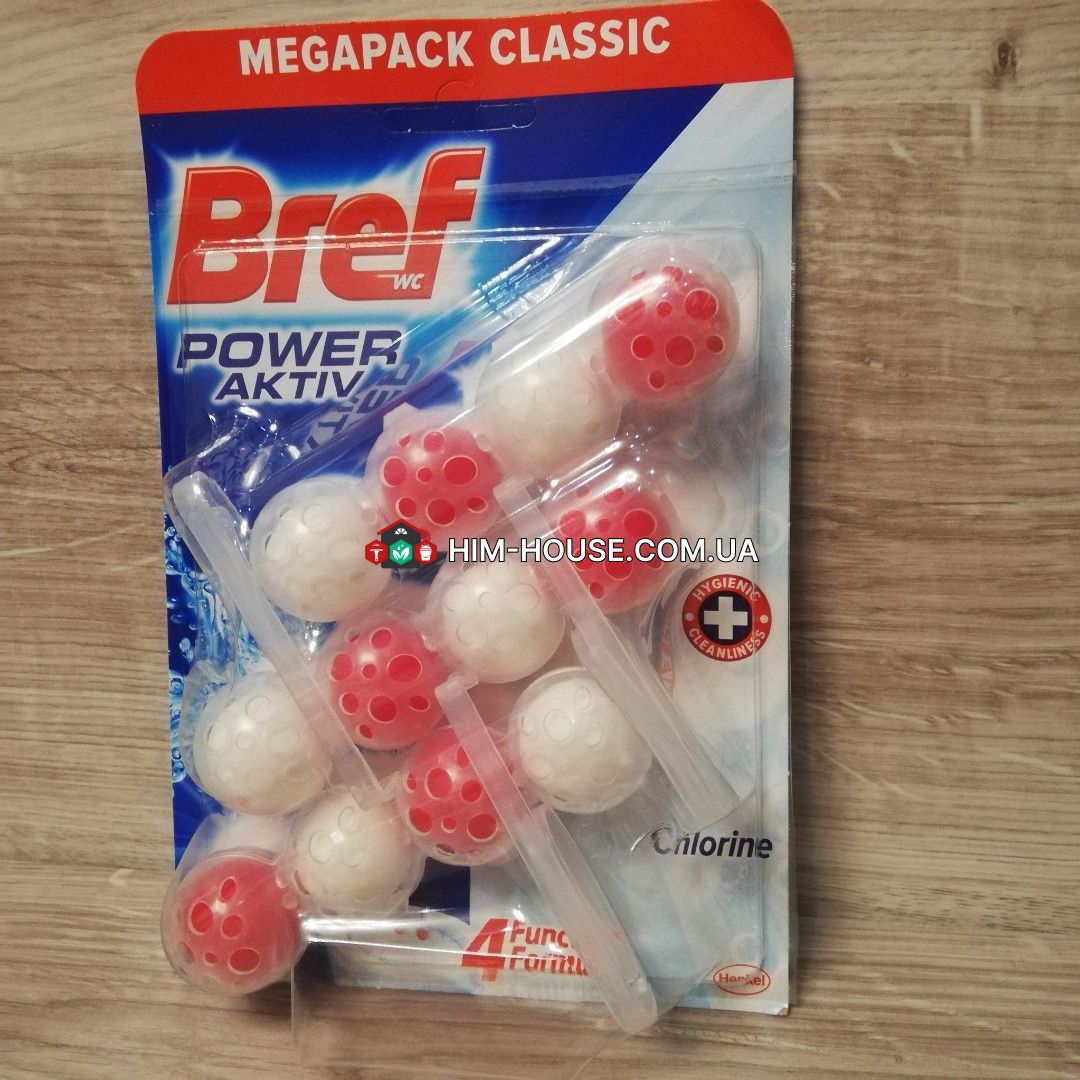 MEGAPACK CLASSIC
Bref
WC
POWER
AKTIV
HIM-HOUSE.COM.UA
HYGIENIC
CLEANLINESS
Chlorine
4
Henkel